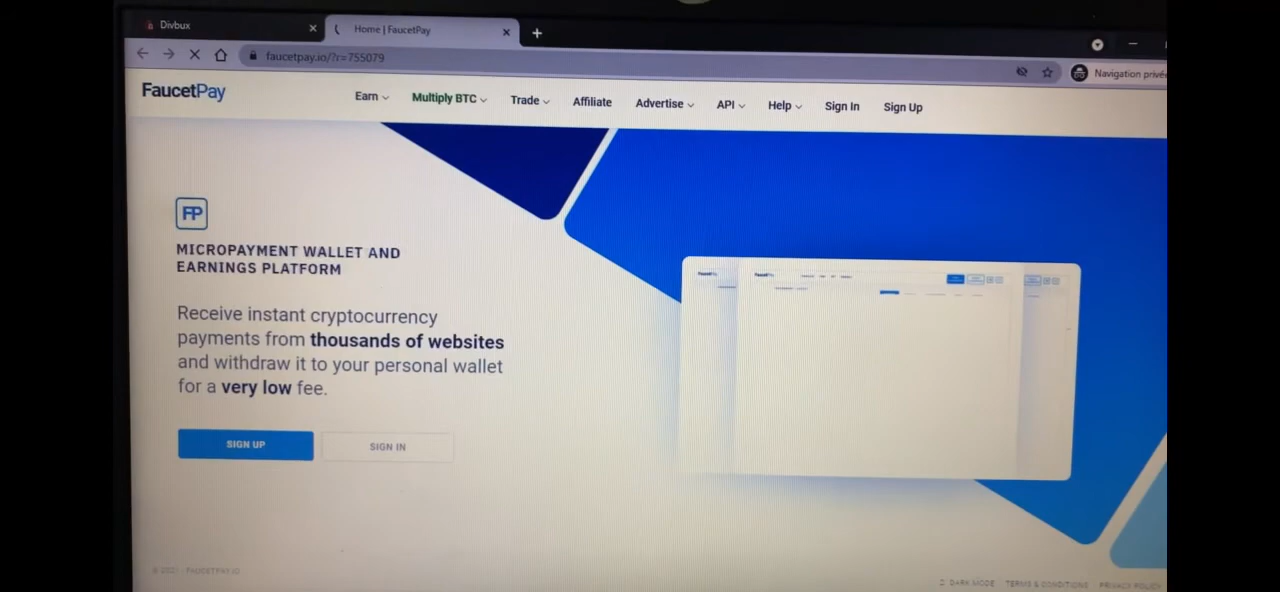 Divbux
Home | FaucetPay
faucetpay.io/?r=755079
Navigation privée
FaucetPay
Earn
Multiply BTC
Trade
Affiliate
Advertise
API
Help
Sign In
Sign Up
FP
MICROPAYMENT WALLET AND
EARNINGS PLATFORM
Receive instant cryptocurrency
payments from thousands of websites
and withdraw it to your personal wallet
for a very low fee.
SIGN UP
SIGN IN
FAUCETPAY.IO
DARK MODE
TERMS & CONDITIONS
PRIVACY POLICY